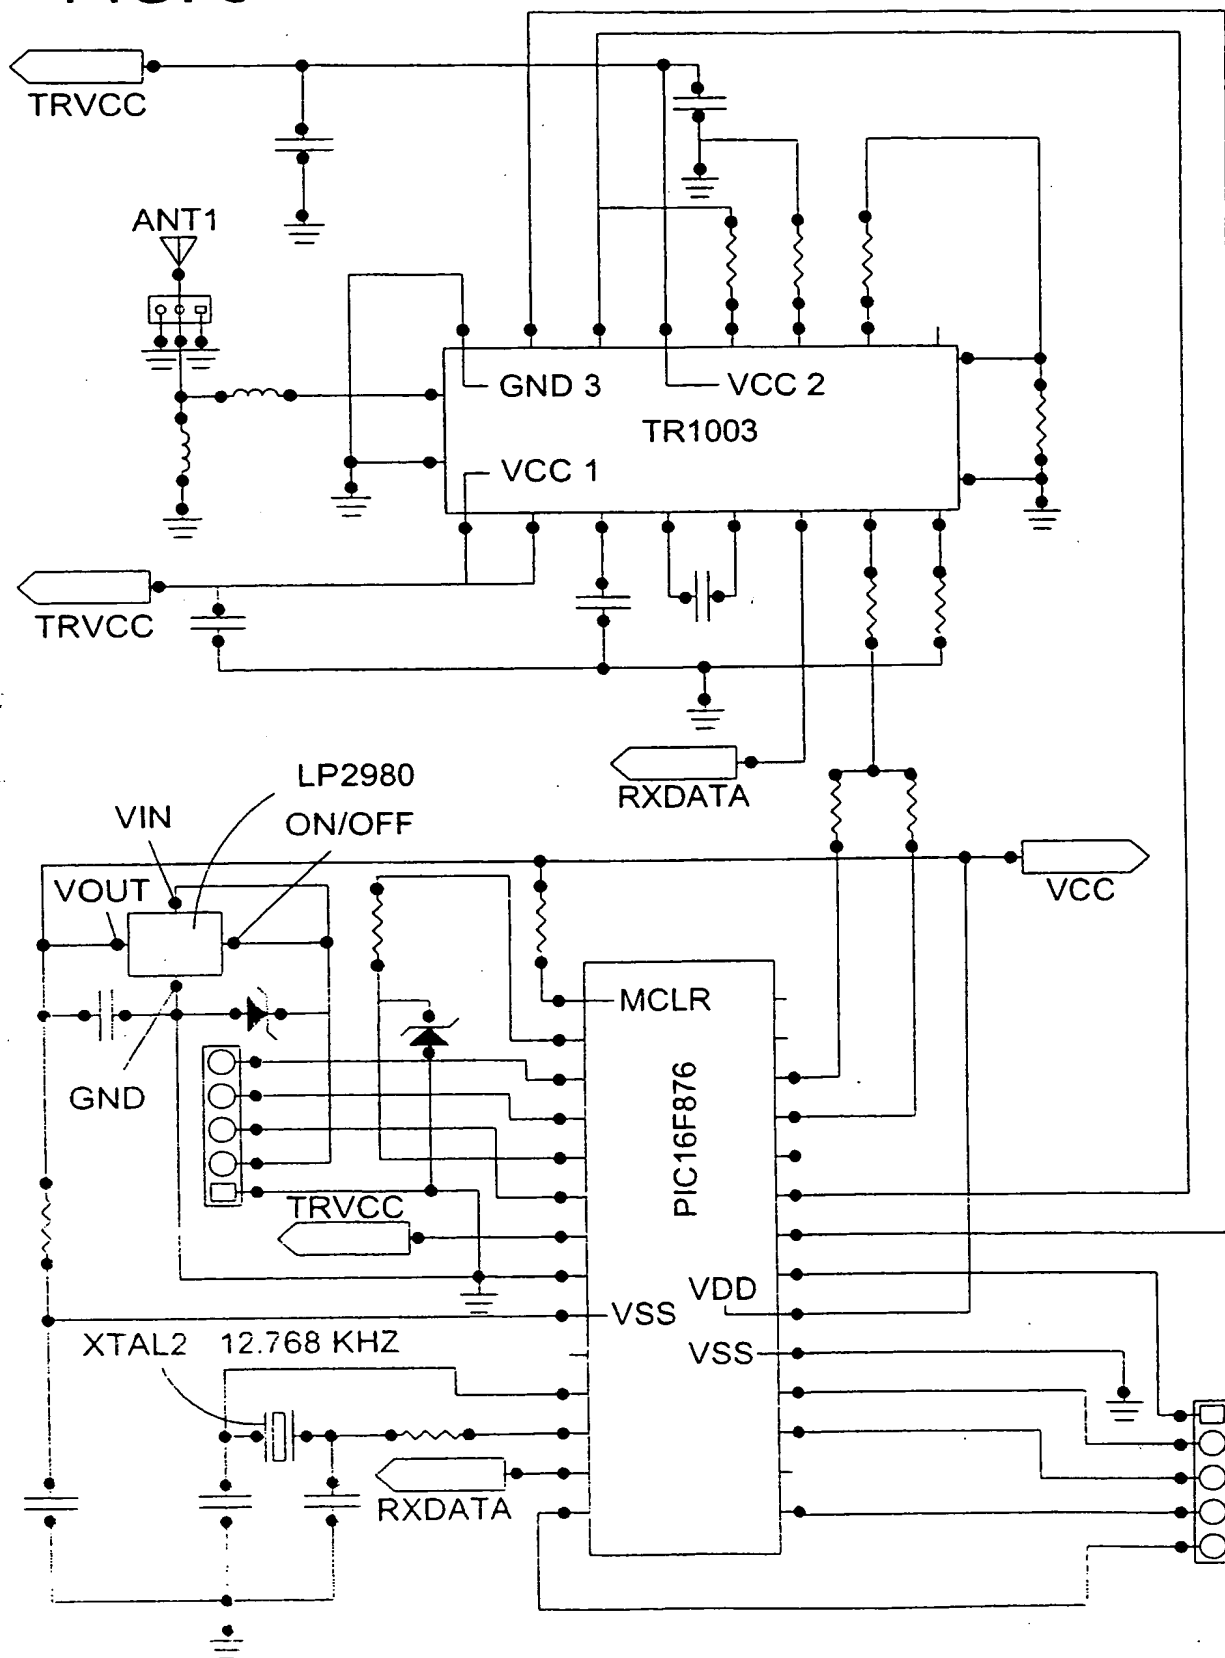 TRVCC
ANT1
GND 3
VCC 2
TR1003
VCC 1
TRVCC
RXDATA
LP2980
VIN
ON/OFF
VOUT
VCC
MCLR
GND
PIC16F876
TRVCC
VDD
VSS
XTAL2 12.768 KHZ
VSS
RXDATA